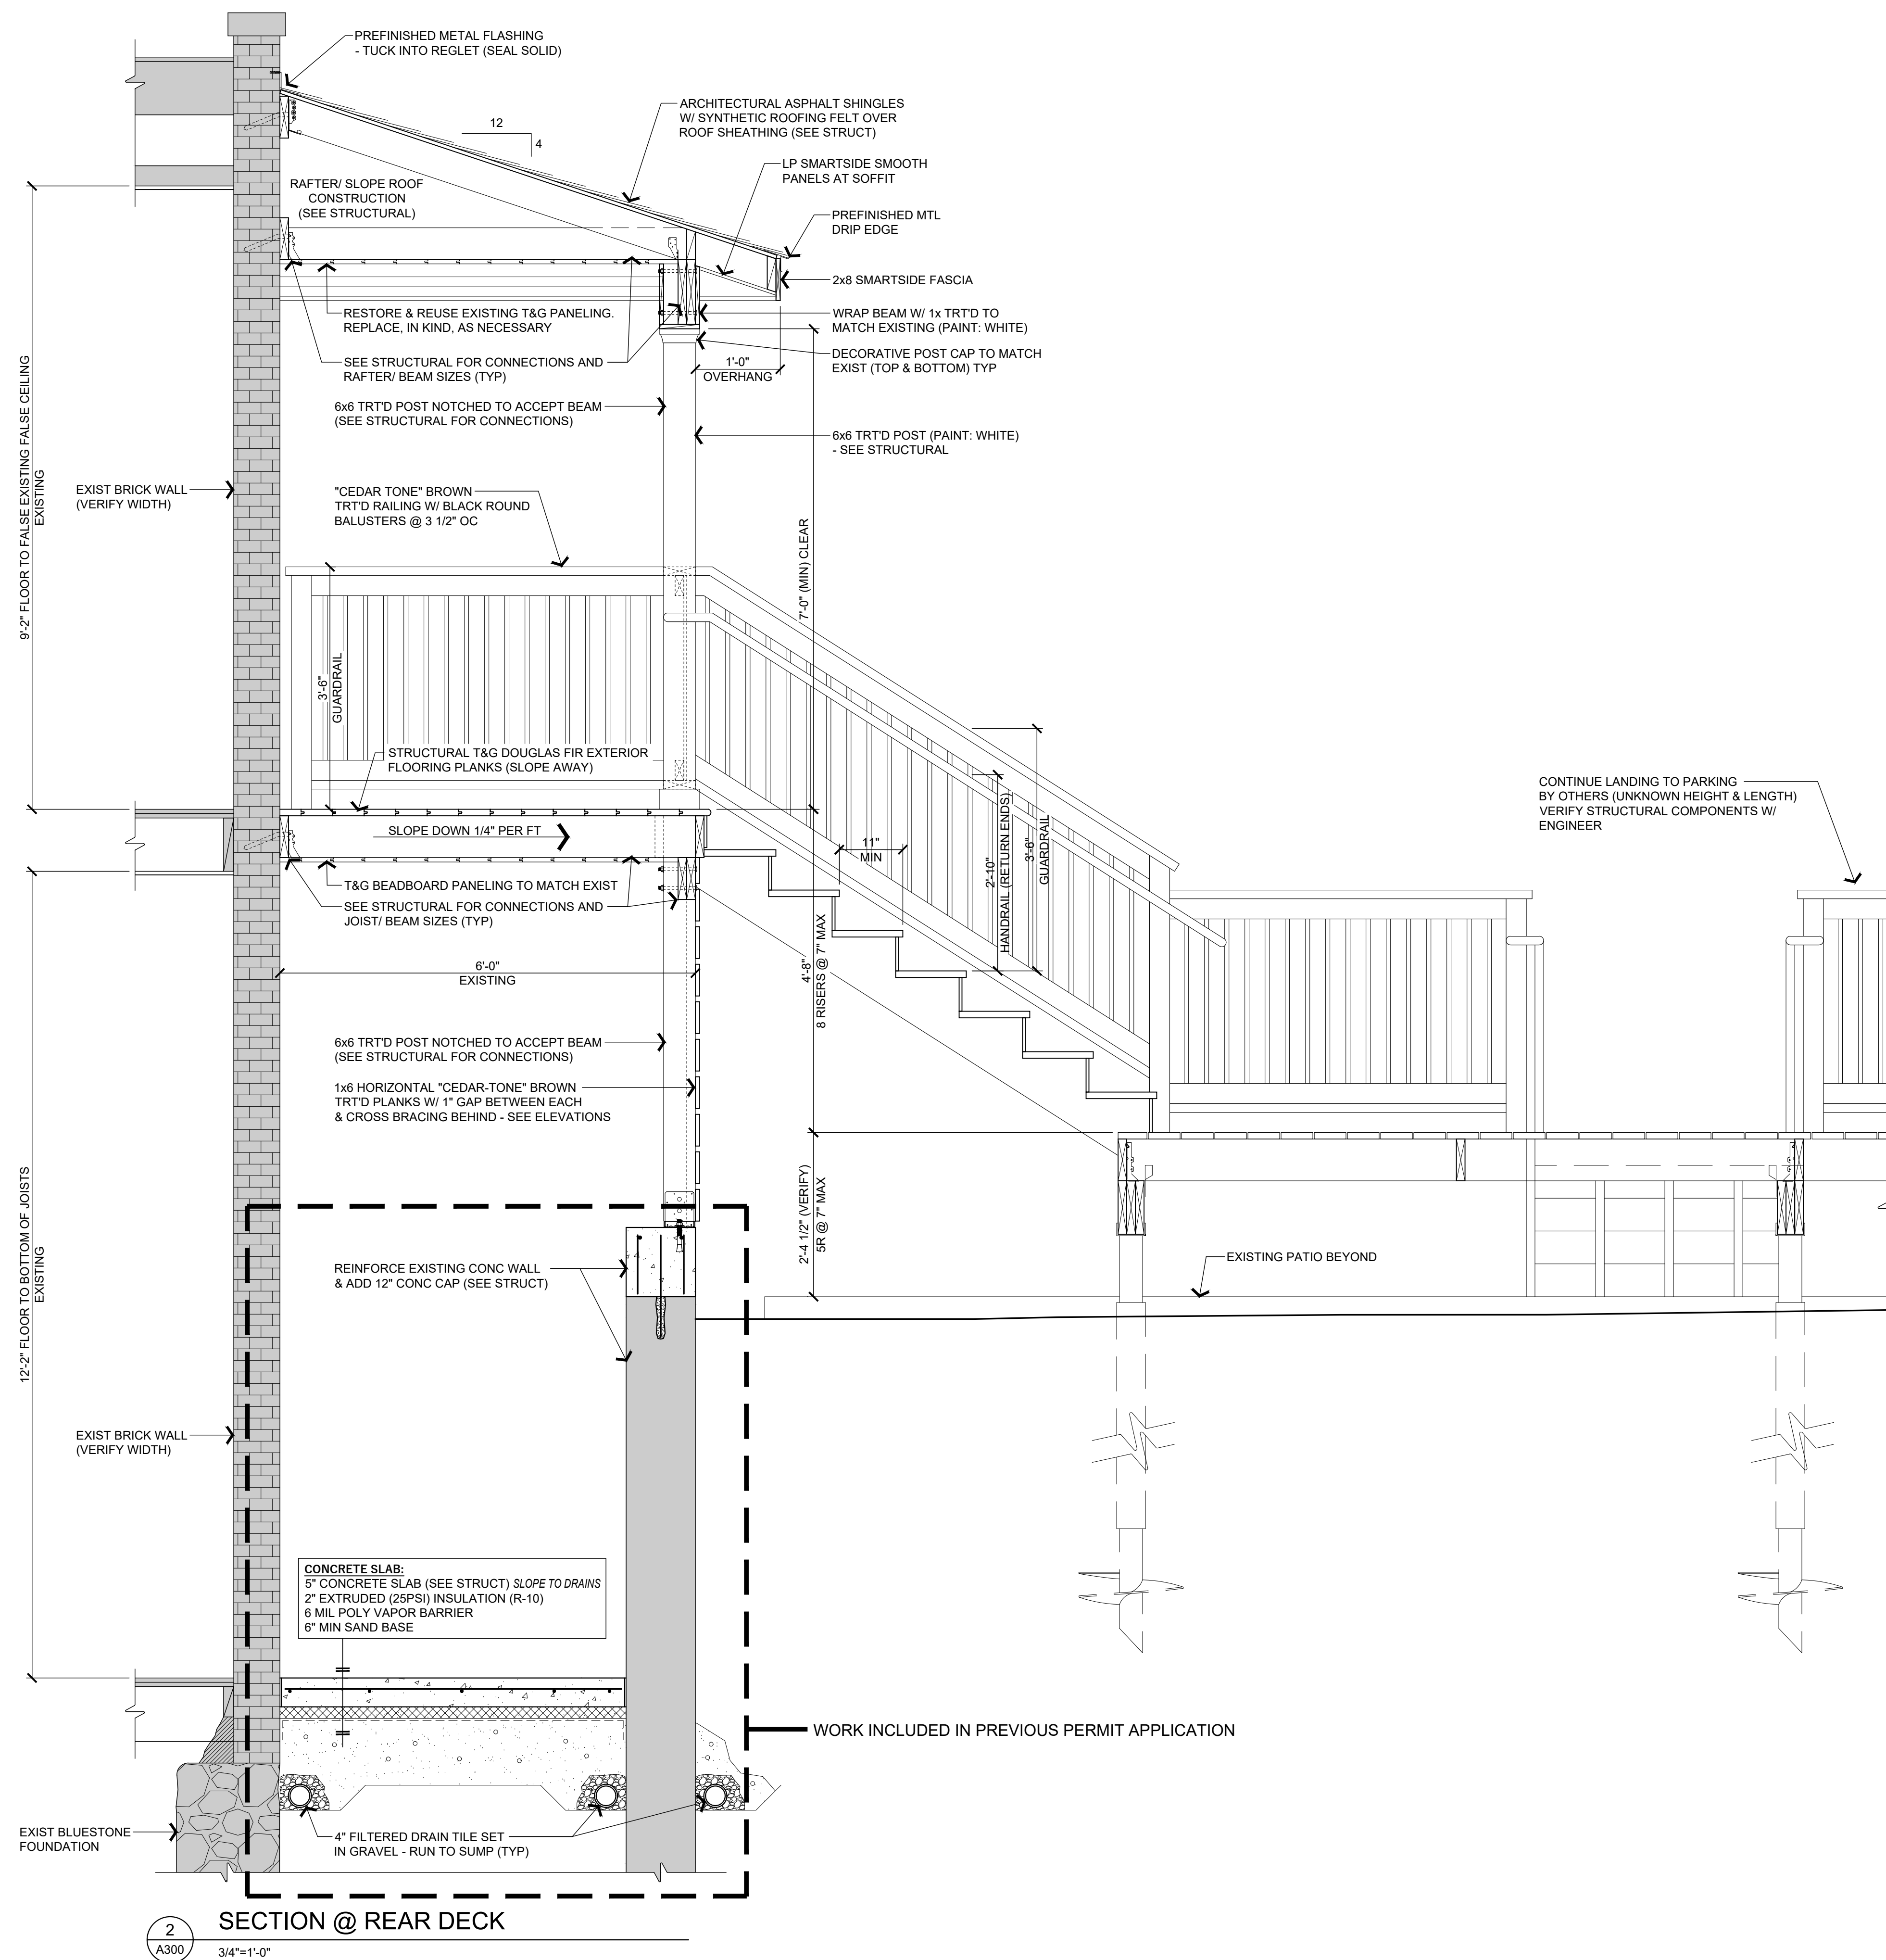 PREFINISHED METAL FLASHING
- TUCK INTO REGLET (SEAL SOLID)
ARCHITECTURAL ASPHALT SHINGLES
W/ SYNTHETIC ROOFING FELT OVER
ROOF SHEATHING (SEE STRUCT)
12
4
LP SMARTSIDE SMOOTH
PANELS AT SOFFIT
RAFTER/ SLOPE ROOF
CONSTRUCTION
(SEE STRUCTURAL)
PREFINISHED MTL
DRIP EDGE
2x8 SMARTSIDE FASCIA
RESTORE & REUSE EXISTING T&G PANELING.
REPLACE, IN KIND, AS NECESSARY
WRAP BEAM W/ 1x TRT'D TO
MATCH EXISTING (PAINT: WHITE)
SEE STRUCTURAL FOR CONNECTIONS AND
RAFTER/ BEAM SIZES (TYP)
DECORATIVE POST CAP TO MATCH
EXIST (TOP & BOTTOM) TYP
1'-0"
OVERHANG
6x6 TRT'D POST NOTCHED TO ACCEPT BEAM
(SEE STRUCTURAL FOR CONNECTIONS)
6x6 TRT'D POST (PAINT: WHITE)
- SEE STRUCTURAL
9'-2" FLOOR TO FALSE EXISTING FALSE CEILING
EXISTING
EXIST BRICK WALL
(VERIFY WIDTH)
"CEDAR TONE" BROWN
TRT'D RAILING W/ BLACK ROUND
BALUSTERS @ 3 1/2" OC
7'-0" (MIN) CLEAR
3'-6"
GUARDRAIL
STRUCTURAL T&G DOUGLAS FIR EXTERIOR
FLOORING PLANKS (SLOPE AWAY)
CONTINUE LANDING TO PARKING
BY OTHERS (UNKNOWN HEIGHT & LENGTH)
VERIFY STRUCTURAL COMPONENTS W/
ENGINEER
SLOPE DOWN 1/4" PER FT
11"
MIN
2'-10"
HANDRAIL (RETURN ENDS)
3'-6"
GUARDRAIL
T&G BEADBOARD PANELING TO MATCH EXIST
SEE STRUCTURAL FOR CONNECTIONS AND
JOIST/ BEAM SIZES (TYP)
6'-0"
EXISTING
4'-8"
8 RISERS @ 7" MAX
6x6 TRT'D POST NOTCHED TO ACCEPT BEAM
(SEE STRUCTURAL FOR CONNECTIONS)
1x6 HORIZONTAL "CEDAR-TONE" BROWN
TRT'D PLANKS W/ 1" GAP BETWEEN EACH
& CROSS BRACING BEHIND - SEE ELEVATIONS
12'-2" FLOOR TO BOTTOM OF JOISTS
EXISTING
2'-4 1/2" (VERIFY)
5R @ 7" MAX
REINFORCE EXISTING CONC WALL
& ADD 12" CONC CAP (SEE STRUCT)
EXISTING PATIO BEYOND
EXIST BRICK WALL
(VERIFY WIDTH)
CONCRETE SLAB:
5" CONCRETE SLAB (SEE STRUCT) SLOPE TO DRAINS
2" EXTRUDED (25PSI) INSULATION (R-10)
6 MIL POLY VAPOR BARRIER
6" MIN SAND BASE
WORK INCLUDED IN PREVIOUS PERMIT APPLICATION
EXIST BLUESTONE
FOUNDATION
4" FILTERED DRAIN TILE SET
IN GRAVEL - RUN TO SUMP (TYP)
2
A300
SECTION @ REAR DECK
3/4"=1'-0"